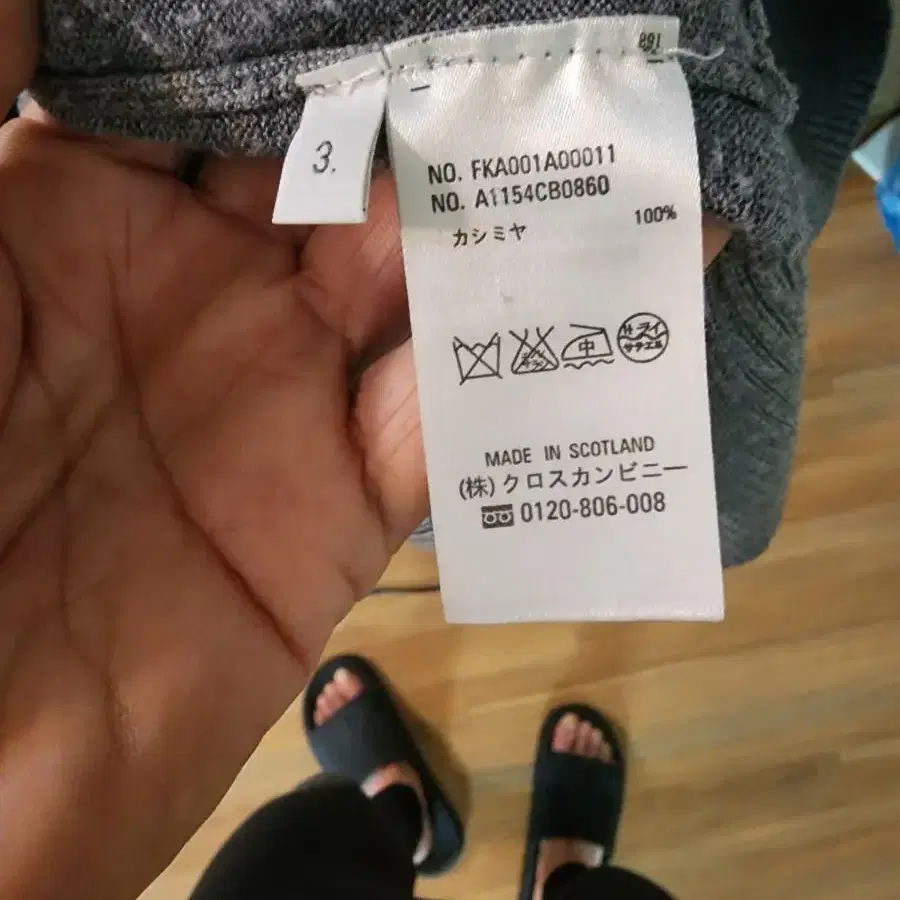 3.
NO. FKA001A00011
NO. A1154CB0860
カシミヤ 100%
中
MADE IN SCOTLAND
(株)クロスカンビニー
0120-806-008